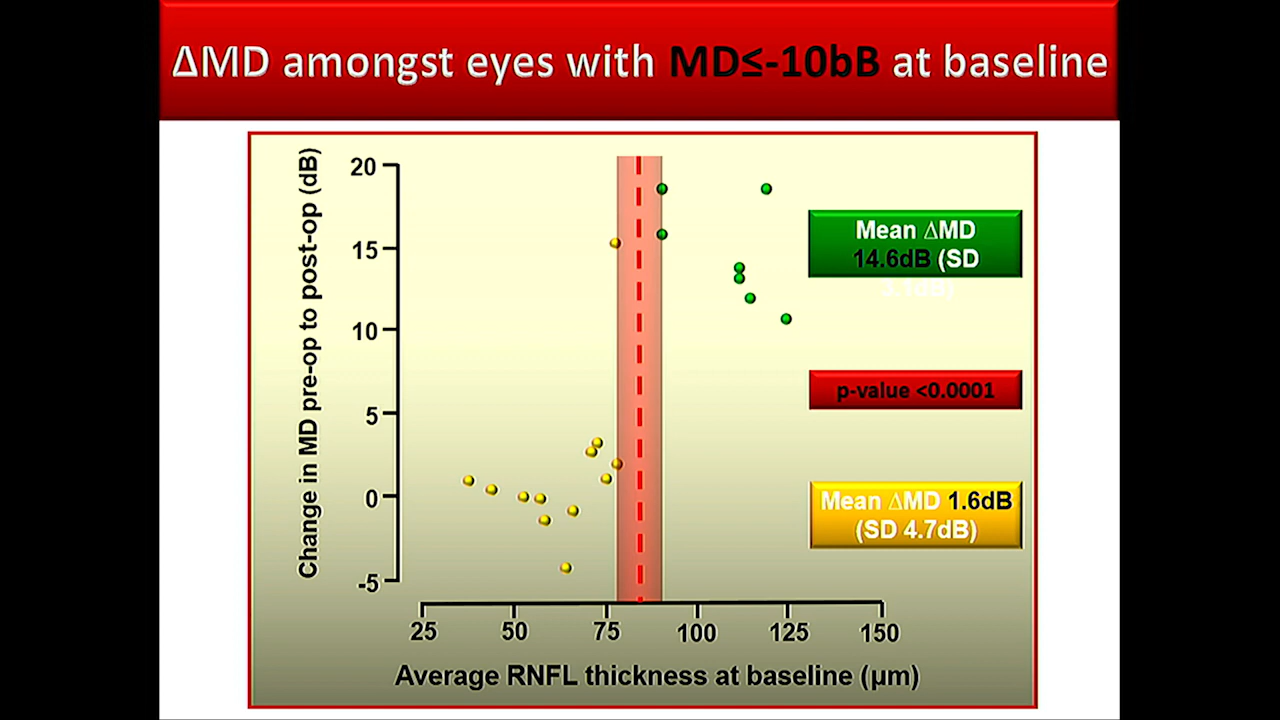 ΔMD amongst eyes with MD≤-10bB at baseline
Change in MD pre-op to post-op (dB)
20
15
10
5
0
-5
25 50 75 100 125 150
Average RNFL thickness at baseline (μm)
Mean ΔMD
14.6dB (SD
3.1dB)
p-value <0.0001
Mean ΔMD 1.6dB
(SD 4.7dB)